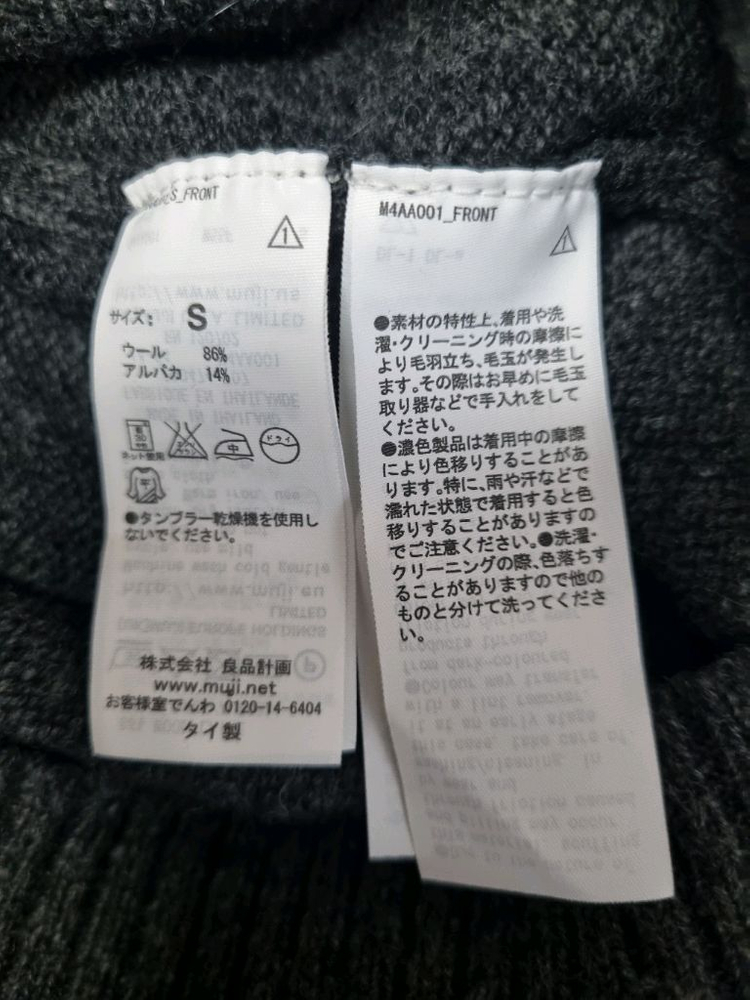 S_FRONT
1
サイズ: S
ウール 86%
アルパカ 14%
ネット使用
中
ドライ
●タンブラー乾燥機を使用し
ないでください。
株式会社 良品計画
www.muji.net
お客様室でんわ 0120-14-6404
タイ製
M4AA001_FRONT
1
●素材の特性上、着用や洗
濯・クリーニング時の摩擦に
より毛羽立ち、毛玉が発生し
ます。その際はお早めに毛玉
取り器などで手入れをして
ください。
●濃色製品は着用中の摩擦
により色移りすることがあ
ります。特に、雨や汗などで
濡れた状態で着用すると色
移りすることがありますの
でご注意ください。●洗濯・
クリーニングの際、色落ちす
ることがありますので他の
ものと分けて洗ってくださ
い。